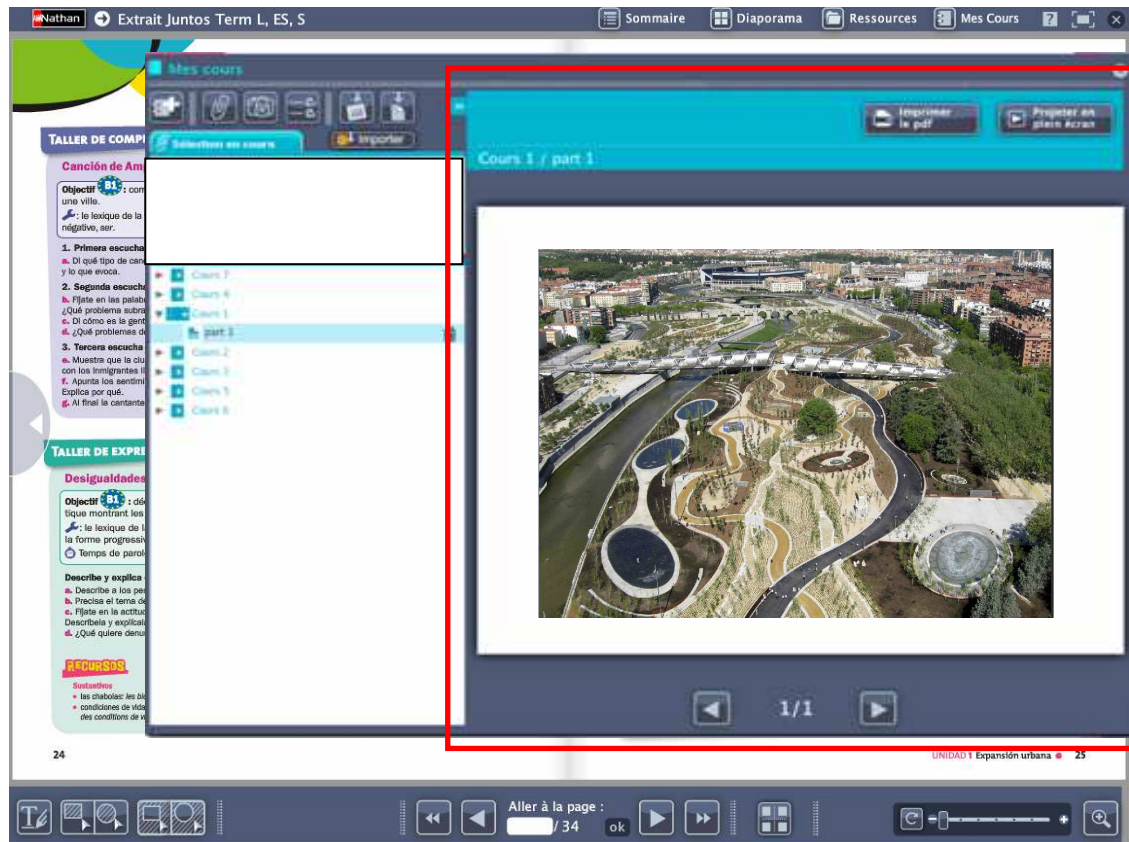 Nathan Extrait Juntos Term L, ES, S
Sommaire Diaporama Ressources Mes Cours ?
Mes cours
Imprimer le pdf
Projeter en plein écran
Sélection en cours
Importer
Cours 1 / part 1
Cours 7
Cours 4
Cours 1
part 1
Cours 2
Cours 3
Cours 5
Cours 6
1/1
TALLER DE COMP
Canción de Am
Objectif B1 : com
une ville.
: le lexique de la
négative, ser.
1. Primera escucha
a. Di qué tipo de can
y lo que evoca.
2. Segunda escuch
b. Fíjate en las palab
¿Qué problema subra
c. Di cómo es la gent
d. ¿Qué problemas d
3. Tercera escucha
e. Muestra que la ciu
con los inmigrantes i
f. Apunta los sentimi
Explica por qué.
g. Al final la cantante
TALLER DE EXPRE
Desigualdades
Objectif B1 : dé
tique montrant les
: le lexique de l
la forme progressi
Temps de parol
Describe y explica
a. Describe a los pe
b. Precisa el tema d
c. Fíjate en la actitu
Descríbela y explícal
d. ¿Qué quiere denu
RECURSOS
Sustantivos
• las chabolas: les bi
• condiciones de vida
des conditions de v
24
UNIDAD 1 Expansión urbana 25
Aller à la page :
/ 34 ok